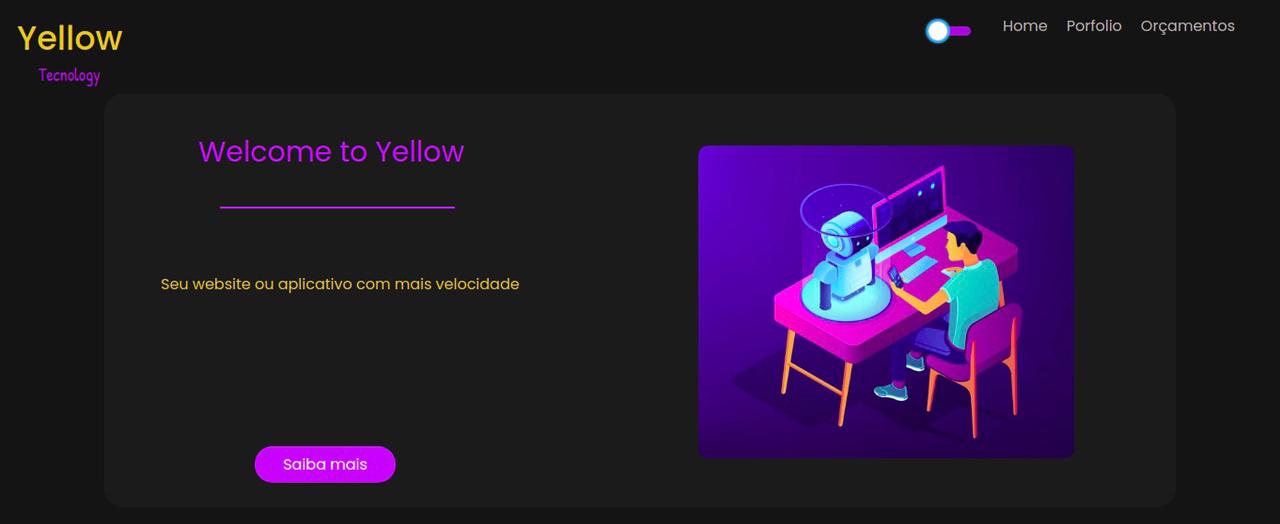 Yellow
Tecnology
Home Porfolio Orçamentos
Welcome to Yellow
Seu website ou aplicativo com mais velocidade
Saiba mais